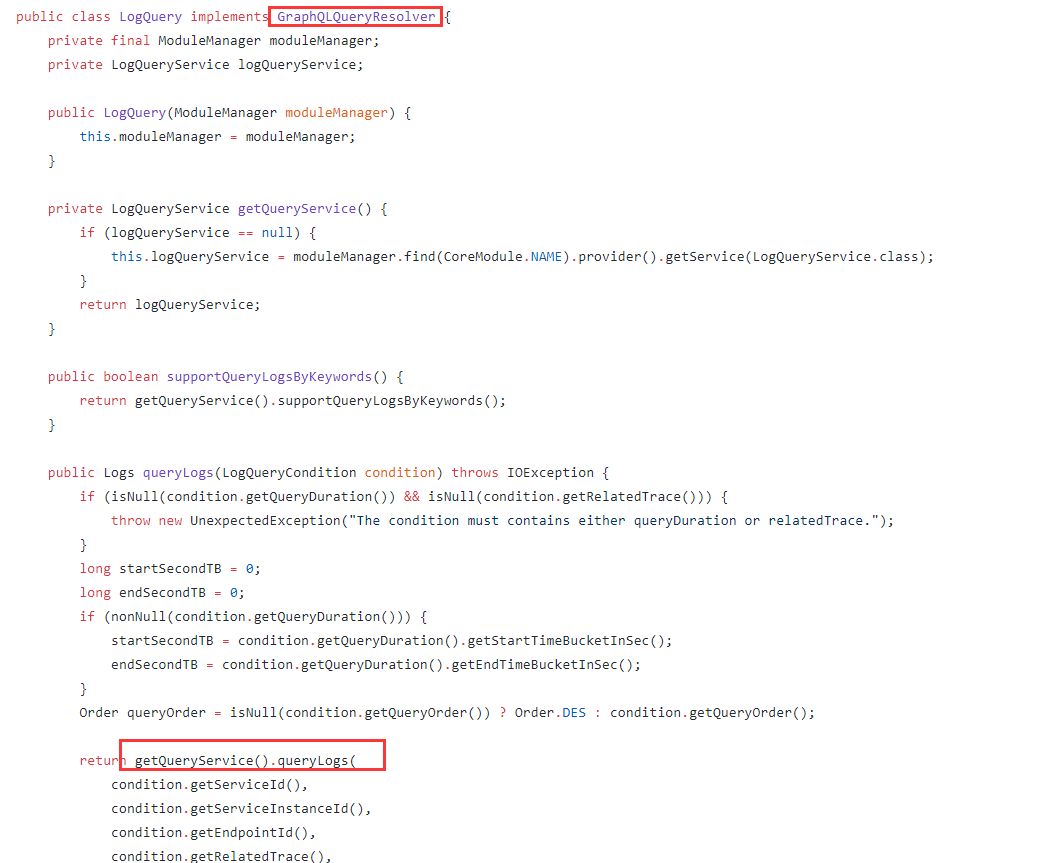 public class LogQuery implements GraphQLQueryResolver {
    private final ModuleManager moduleManager;
    private LogQueryService logQueryService;

    public LogQuery(ModuleManager moduleManager) {
        this.moduleManager = moduleManager;
    }

    private LogQueryService getQueryService() {
        if (logQueryService == null) {
            this.logQueryService = moduleManager.find(CoreModule.NAME).provider().getService(LogQueryService.class);
        }
        return logQueryService;
    }

    public boolean supportQueryLogsByKeywords() {
        return getQueryService().supportQueryLogsByKeywords();
    }

    public Logs queryLogs(LogQueryCondition condition) throws IOException {
        if (isNull(condition.getQueryDuration()) && isNull(condition.getRelatedTrace())) {
            throw new UnexpectedException("The condition must contains either queryDuration or relatedTrace.");
        }
        long startSecondTB = 0;
        long endSecondTB = 0;
        if (nonNull(condition.getQueryDuration())) {
            startSecondTB = condition.getQueryDuration().getStartTimeBucketInSec();
            endSecondTB = condition.getQueryDuration().getEndTimeBucketInSec();
        }
        Order queryOrder = isNull(condition.getQueryOrder()) ? Order.DES : condition.getQueryOrder();

        return getQueryService().queryLogs(
            condition.getServiceId(),
            condition.getServiceInstanceId(),
            condition.getEndpointId(),
            condition.getRelatedTrace(),